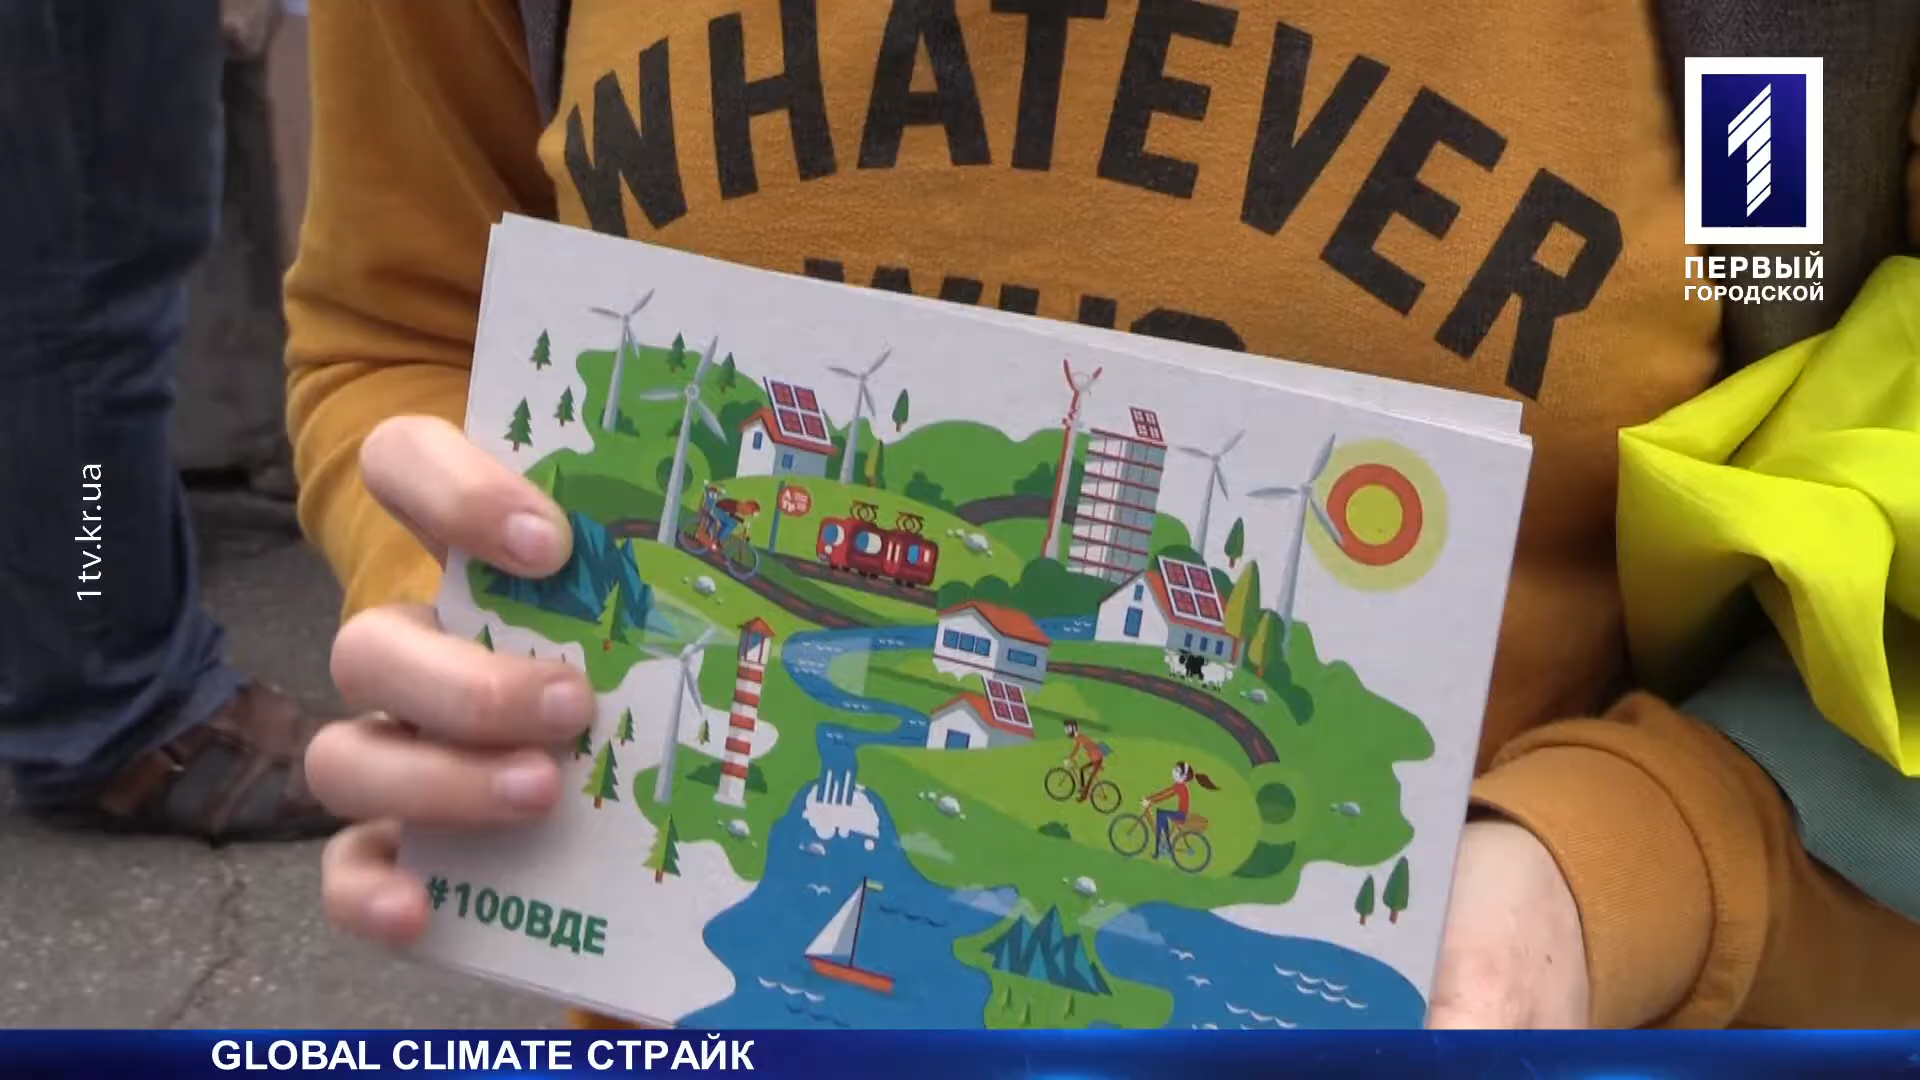 WHATEVER
ПЕРВЫЙ
ГОРОДСКОЙ
1tv.kr.ua
#100ВДЕ
GLOBAL CLIMATE СТРАЙК